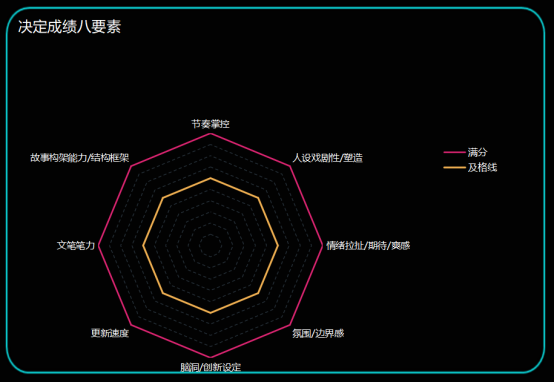 决定成绩八要素
节奏掌控
故事构架能力/结构框架
人设戏剧性/塑造
满分
及格线
文笔笔力
情绪拉扯/期待/爽感
更新速度
氛围/边界感
脑洞/创新设定